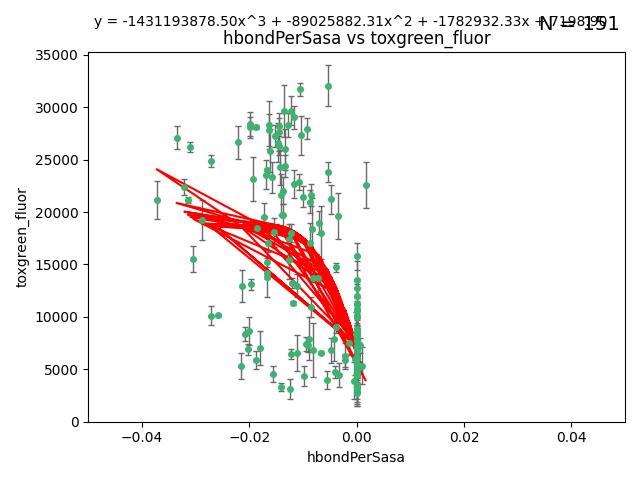 y = -1431193878.50x^3 + -89025882.31x^2 + -1782932.33x +
N = 151
hbondPerSasa vs toxgreen_fluor
35000
30000
25000
20000
15000
10000
5000
0
toxgreen_fluor
−0.04
−0.02
0.00
0.02
0.04
hbondPerSasa